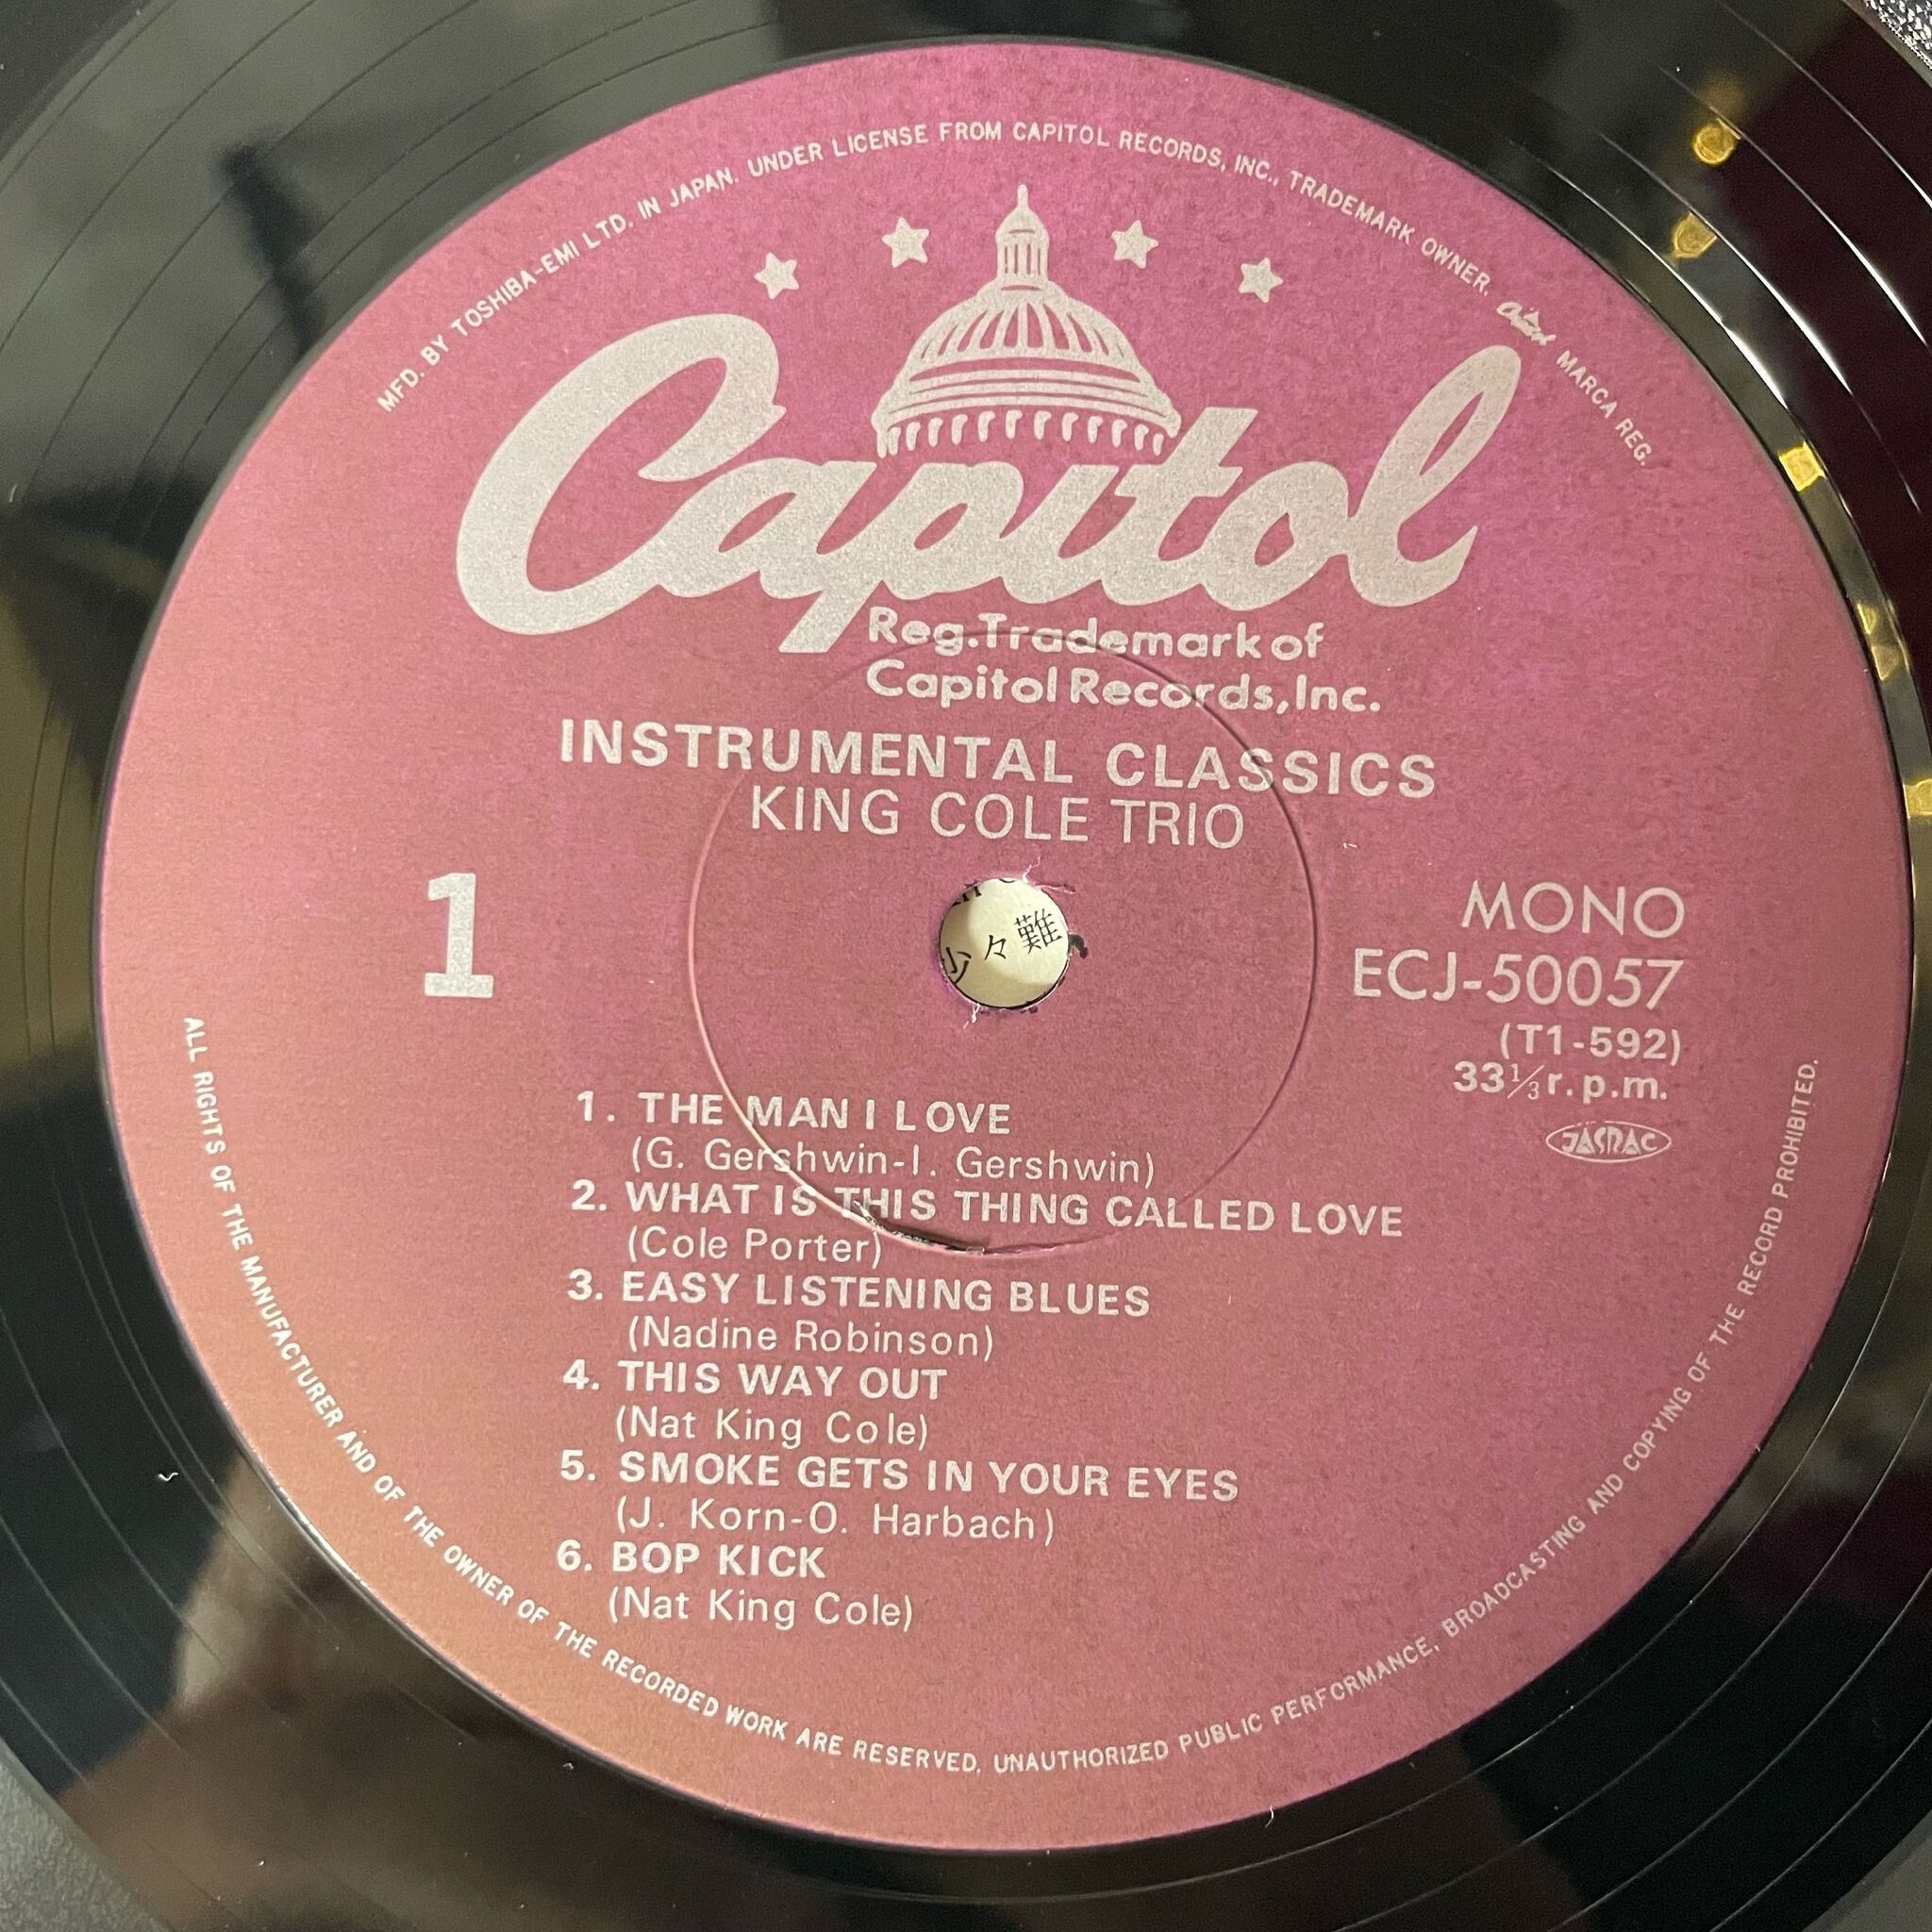 MFD. BY TOSHIBA-EMI LTD. IN JAPAN. UNDER LICENSE FROM CAPITOL RECORDS, INC., TRADEMARK OWNER. Capitol MARCA REG.
Capitol
Reg.Trademark of
Capitol Records,Inc.
INSTRUMENTAL CLASSICS
KING COLE TRIO
少々難
1
MONO
ECJ-50057
(T1-592)
33⅓r.p.m.
JASRAC
1. THE MAN I LOVE
(G. Gershwin-I. Gershwin)
2. WHAT IS THIS THING CALLED LOVE
(Cole Porter)
3. EASY LISTENING BLUES
(Nadine Robinson)
4. THIS WAY OUT
(Nat King Cole)
5. SMOKE GETS IN YOUR EYES
(J. Korn-O. Harbach)
6. BOP KICK
(Nat King Cole)
ALL RIGHTS OF THE MANUFACTURER AND OF THE OWNER OF THE RECORDED WORK ARE RESERVED. UNAUTHORIZED PUBLIC PERFORMANCE, BROADCASTING AND COPYING OF THE RECORD PROHIBITED.